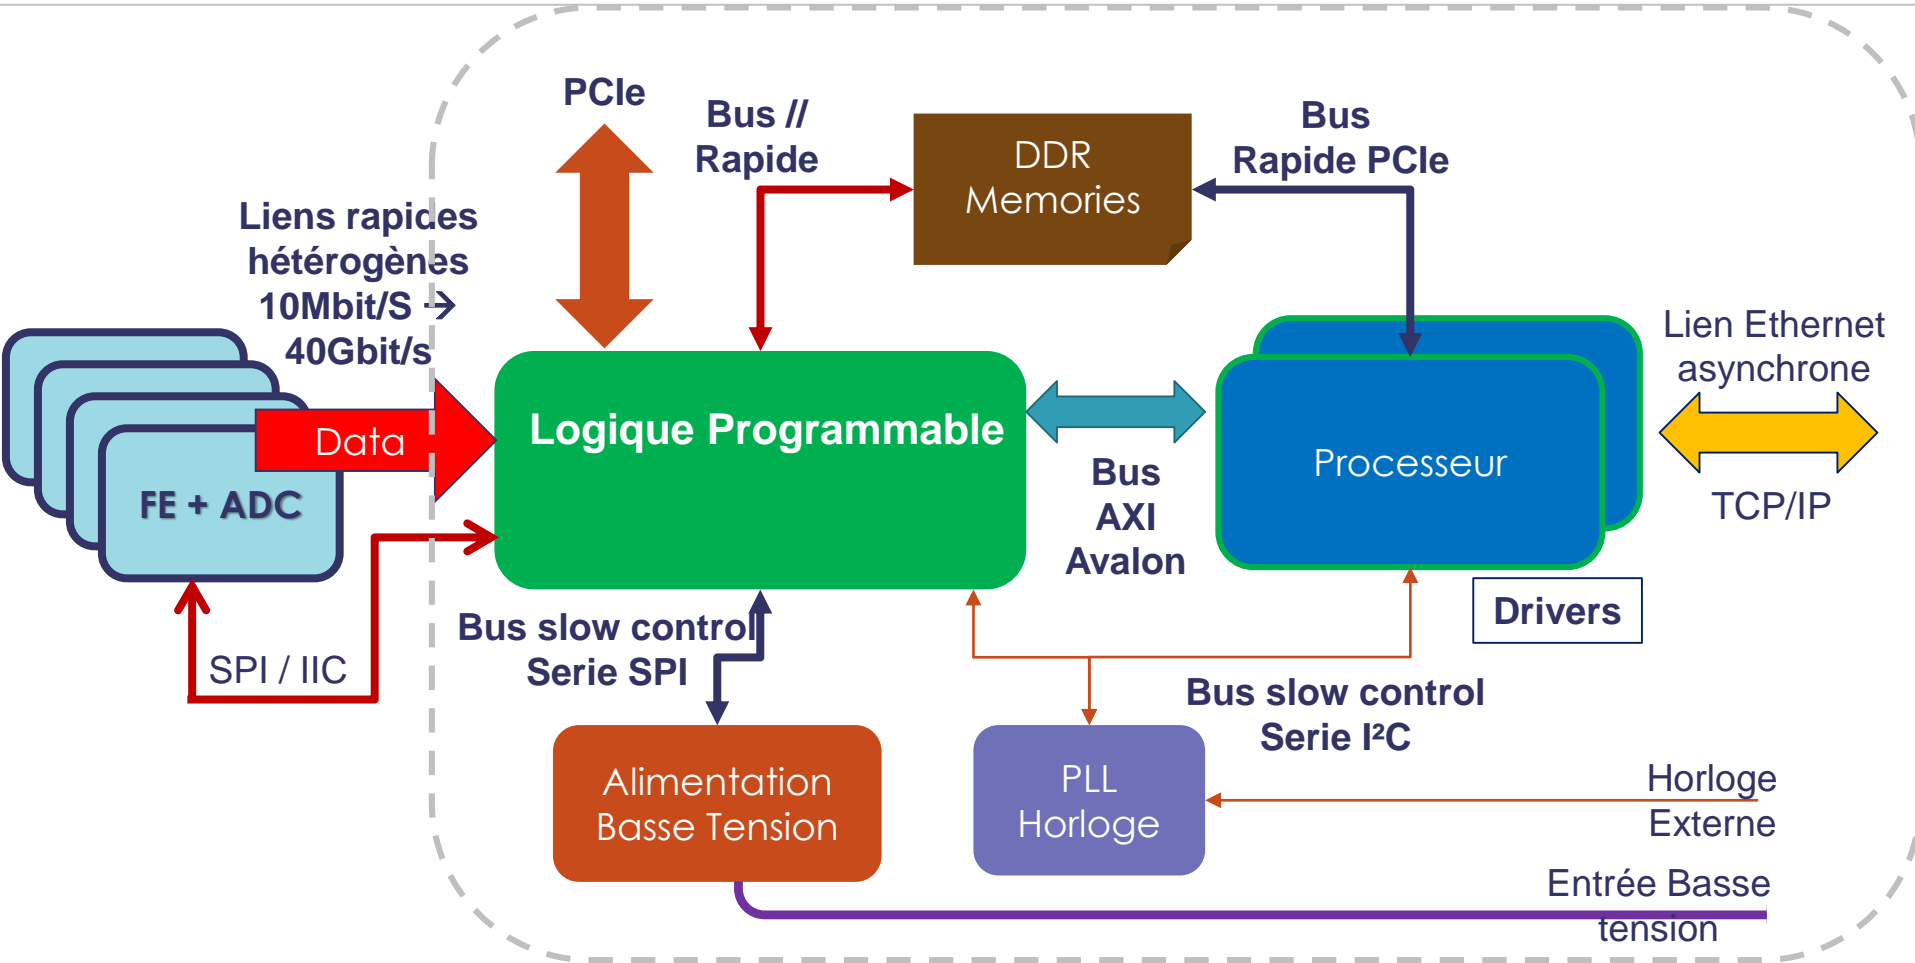 PCIe
Bus //
Rapide
DDR
Memories
Bus
Rapide PCIe
Liens rapides
hétérogènes
10Mbit/S →
40Gbit/s
Lien Ethernet
asynchrone
Data
Logique Programmable
Processeur
FE + ADC
Bus
AXI
Avalon
TCP/IP
Drivers
Bus slow control
Serie SPI
SPI / IIC
Bus slow control
Serie I²C
Alimentation
Basse Tension
PLL
Horloge
Horloge
Externe
Entrée Basse
tension